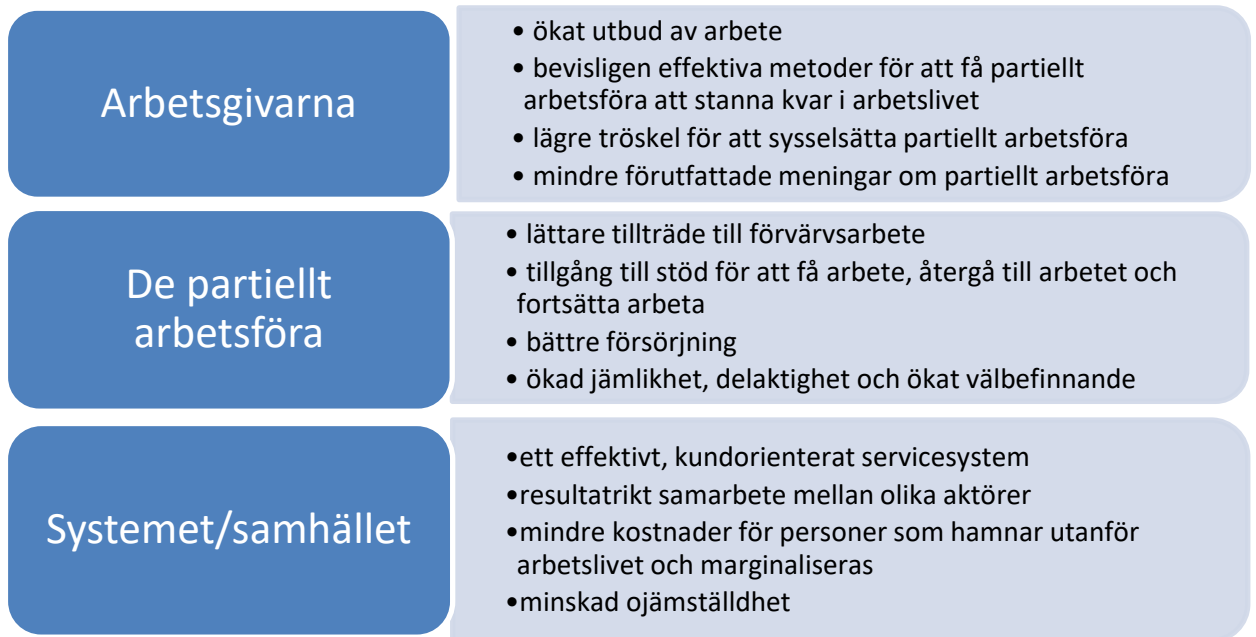 Arbetsgivarna
• ökat utbud av arbete
• bevisligen effektiva metoder för att få partiellt
arbetsföra att stanna kvar i arbetslivet
• lägre tröskel för att sysselsätta partiellt arbetsföra
• mindre förutfattade meningar om partiellt arbetsföra
De partiellt
arbetsföra
• lättare tillträde till förvärvsarbete
• tillgång till stöd för att få arbete, återgå till arbetet och
fortsätta arbeta
• bättre försörjning
• ökad jämlikhet, delaktighet och ökat välbefinnande
Systemet/samhället
•ett effektivt, kundorienterat servicesystem
•resultatrikt samarbete mellan olika aktörer
•mindre kostnader för personer som hamnar utanför
arbetslivet och marginaliseras
•minskad ojämställdhet